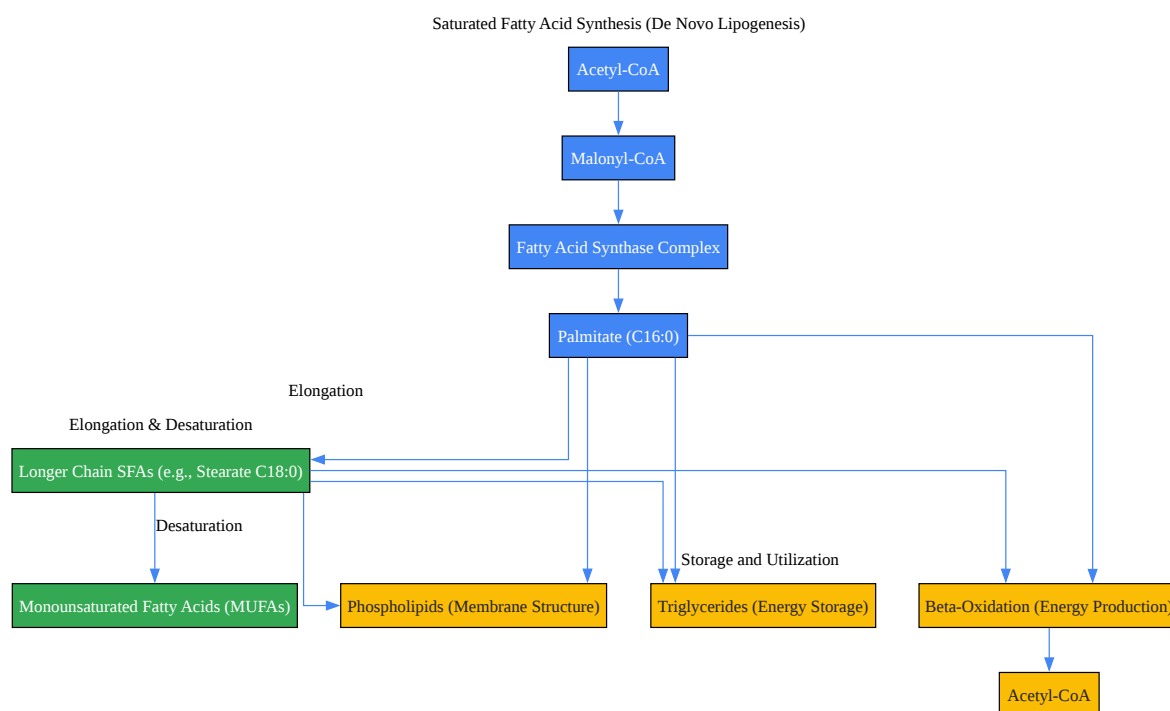 Saturated Fatty Acid Synthesis (De Novo Lipogenesis)
Acetyl-CoA
Malonyl-CoA
Fatty Acid Synthase Complex
Palmitate (C16:0)
Elongation
Elongation & Desaturation
Longer Chain SFAs (e.g., Stearate C18:0)
Desaturation
Storage and Utilization
Monounsaturated Fatty Acids (MUFAs)
Phospholipids (Membrane Structure)
Triglycerides (Energy Storage)
Beta-Oxidation (Energy Production)
Acetyl-CoA